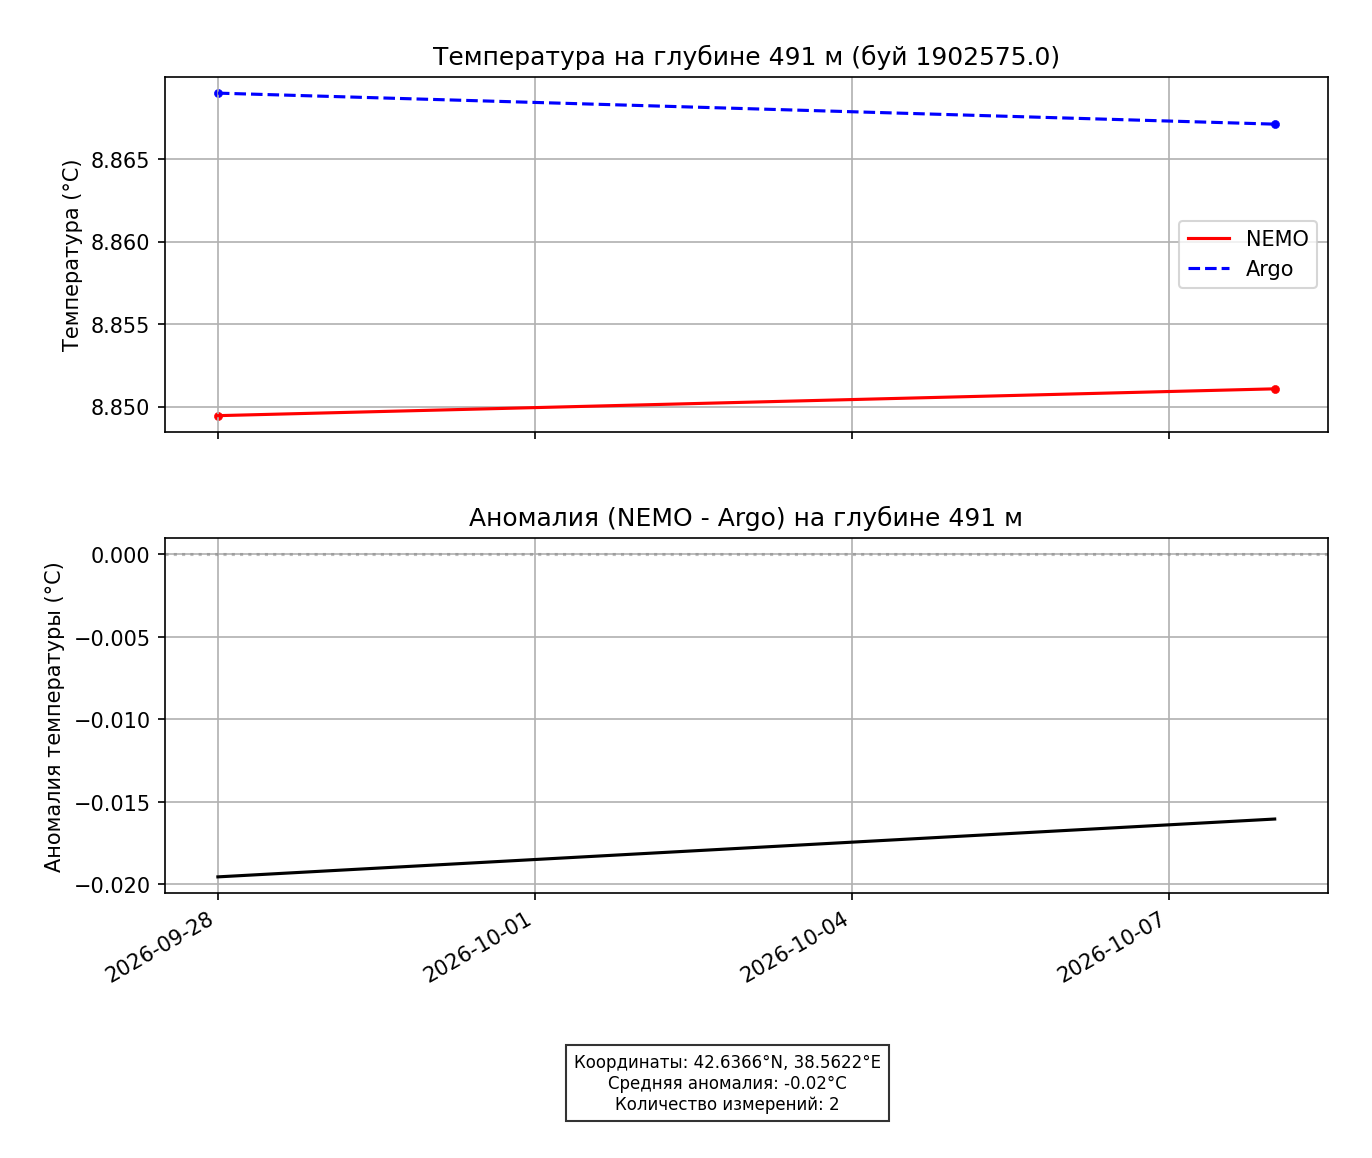 Температура на глубине 491 м (буй 1902575.0)
Температура (°C)
8.865
8.860
8.855
8.850
NEMO
Argo
Аномалия (NEMO - Argo) на глубине 491 м
Аномалия температуры (°C)
0.000
−0.005
−0.010
−0.015
−0.020
2026-09-28
2026-10-01
2026-10-04
2026-10-07
Координаты: 42.6366°N, 38.5622°E
Средняя аномалия: -0.02°C
Количество измерений: 2